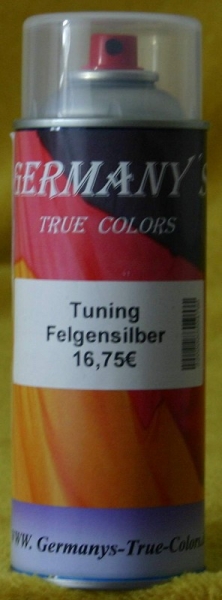 GERMANY´S
TRUE COLORS
Tuning
Felgensilber
16,75€
www.Germanys-True-Colors.